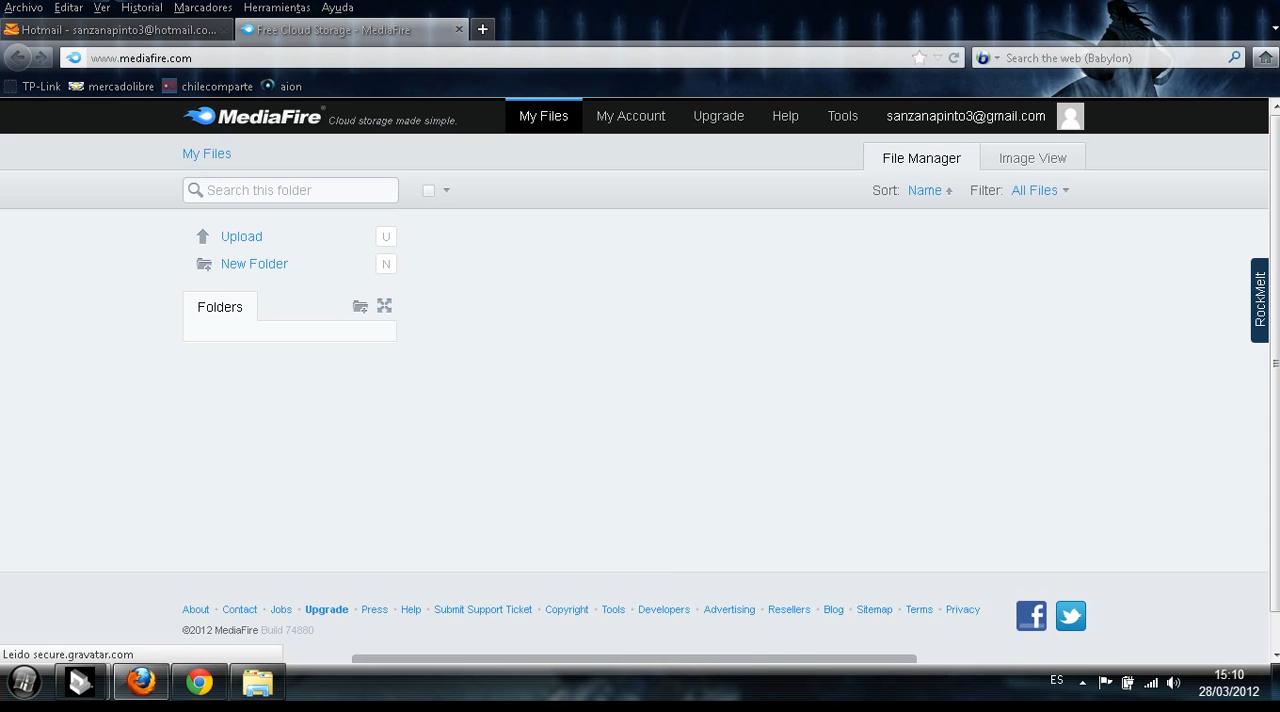 Archivo Editar Ver Historial Marcadores Herramientas Ayuda
Hotmail - sanzanapinto3@hotmail.co... Free Cloud Storage - MediaFire
www.mediafire.com Search the web (Babylon)
TP-Link mercadolibre chilecomparte aion
MediaFire® Cloud storage made simple. My Files My Account Upgrade Help Tools sanzanapinto3@gmail.com
My Files File Manager Image View
Search this folder Sort: Name Filter: All Files
Upload U
New Folder N
Folders
RockMelt
About • Contact • Jobs • Upgrade • Press • Help • Submit Support Ticket • Copyright • Tools • Developers • Advertising • Resellers • Blog • Sitemap • Terms • Privacy
©2012 MediaFire Build 74880
Leido secure.gravatar.com
ES 15:10
28/03/2012